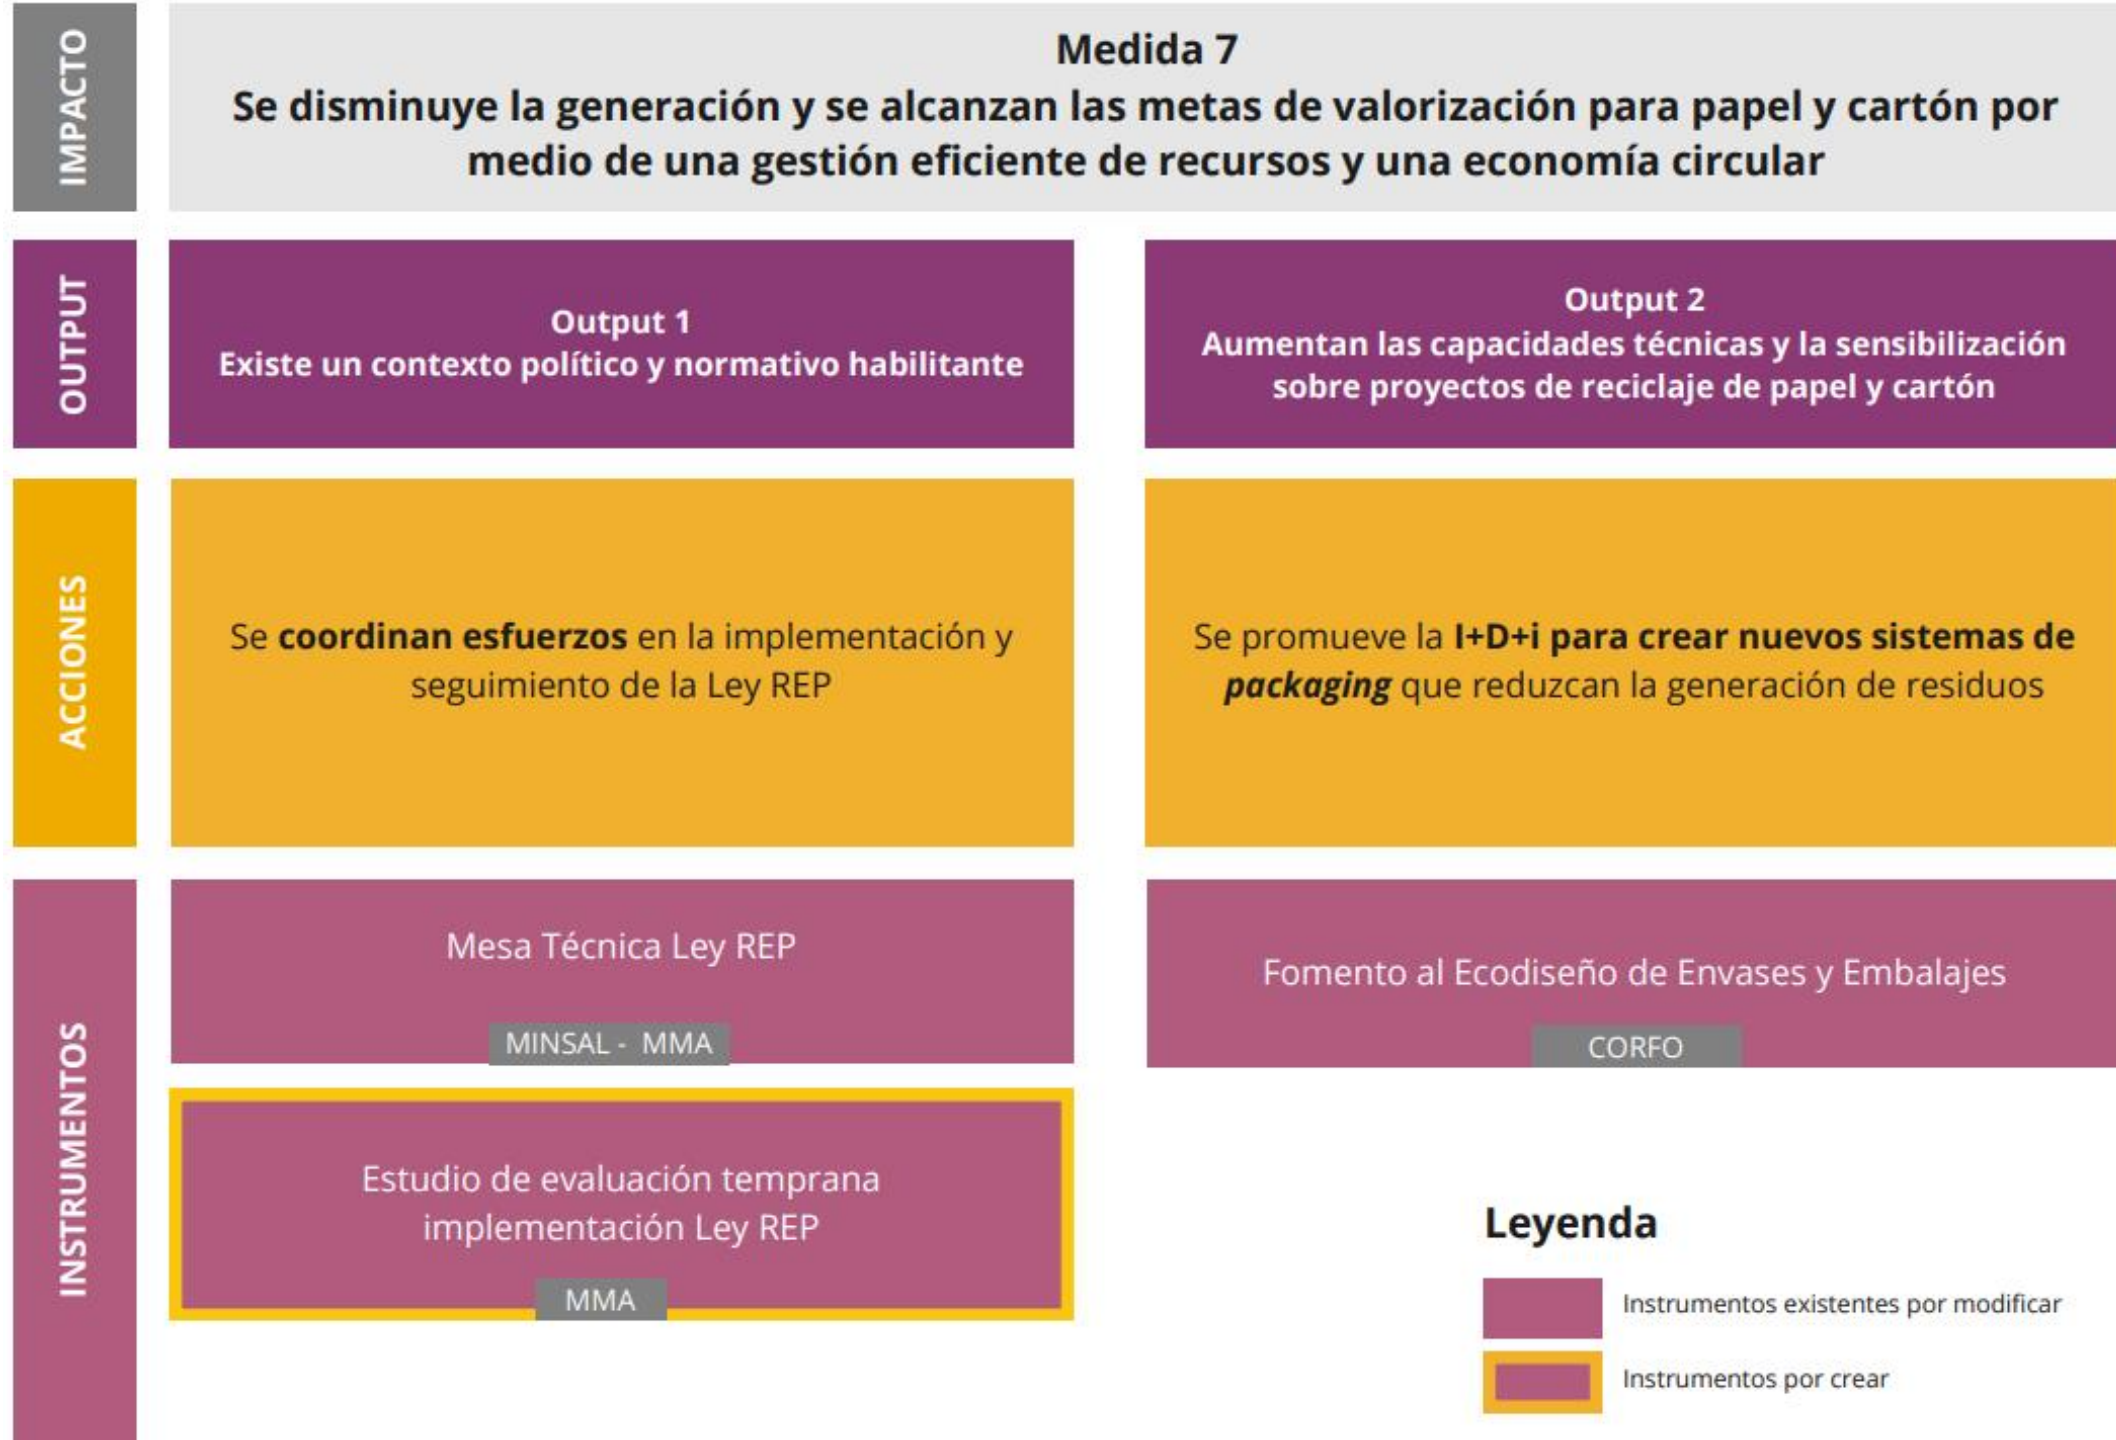 IMPACTO
Medida 7
Se disminuye la generación y se alcanzan las metas de valorización para papel y cartón por
medio de una gestión eficiente de recursos y una economía circular
OUTPUT
Output 1
Existe un contexto político y normativo habilitante
Output 2
Aumentan las capacidades técnicas y la sensibilización
sobre proyectos de reciclaje de papel y cartón
ACCIONES
Se coordinan esfuerzos en la implementación y
seguimiento de la Ley REP
Se promueve la I+D+i para crear nuevos sistemas de
packaging que reduzcan la generación de residuos
INSTRUMENTOS
Mesa Técnica Ley REP
MINSAL - MMA
Fomento al Ecodiseño de Envases y Embalajes
CORFO
Estudio de evaluación temprana
implementación Ley REP
MMA
Leyenda
Instrumentos existentes por modificar
Instrumentos por crear